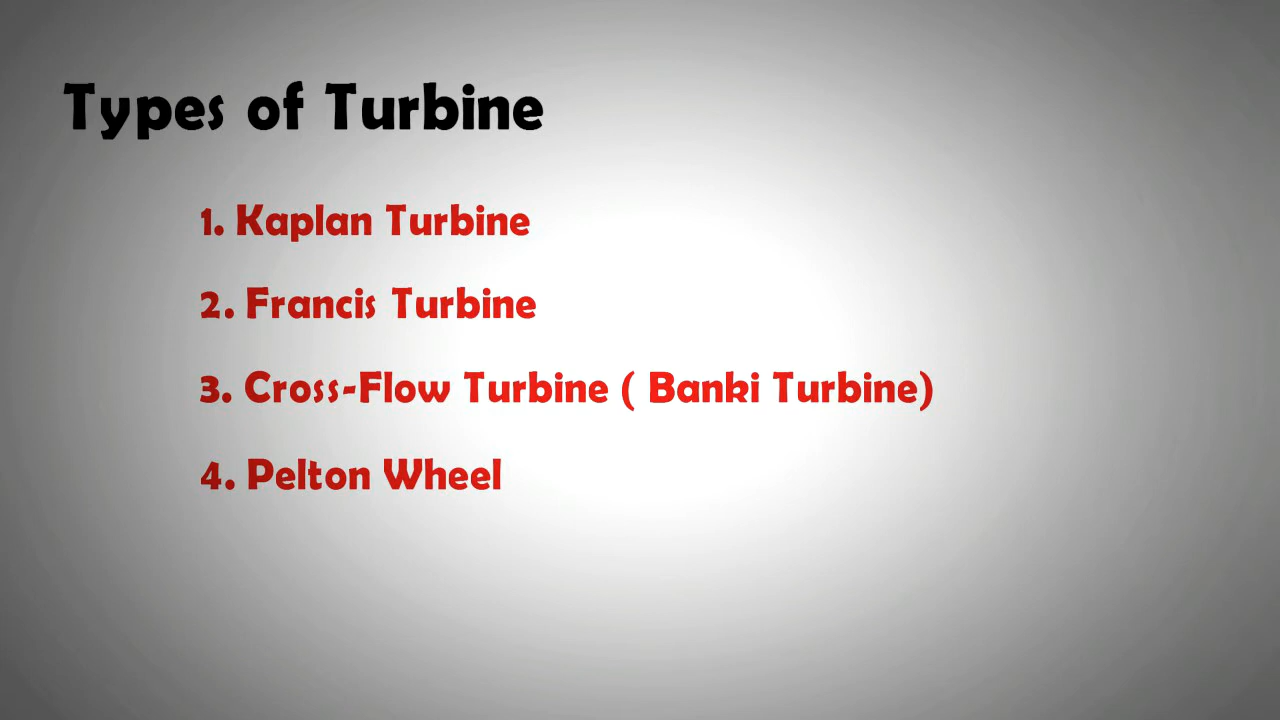 Types of Turbine
1. Kaplan Turbine
2. Francis Turbine
3. Cross-Flow Turbine ( Banki Turbine)
4. Pelton Wheel